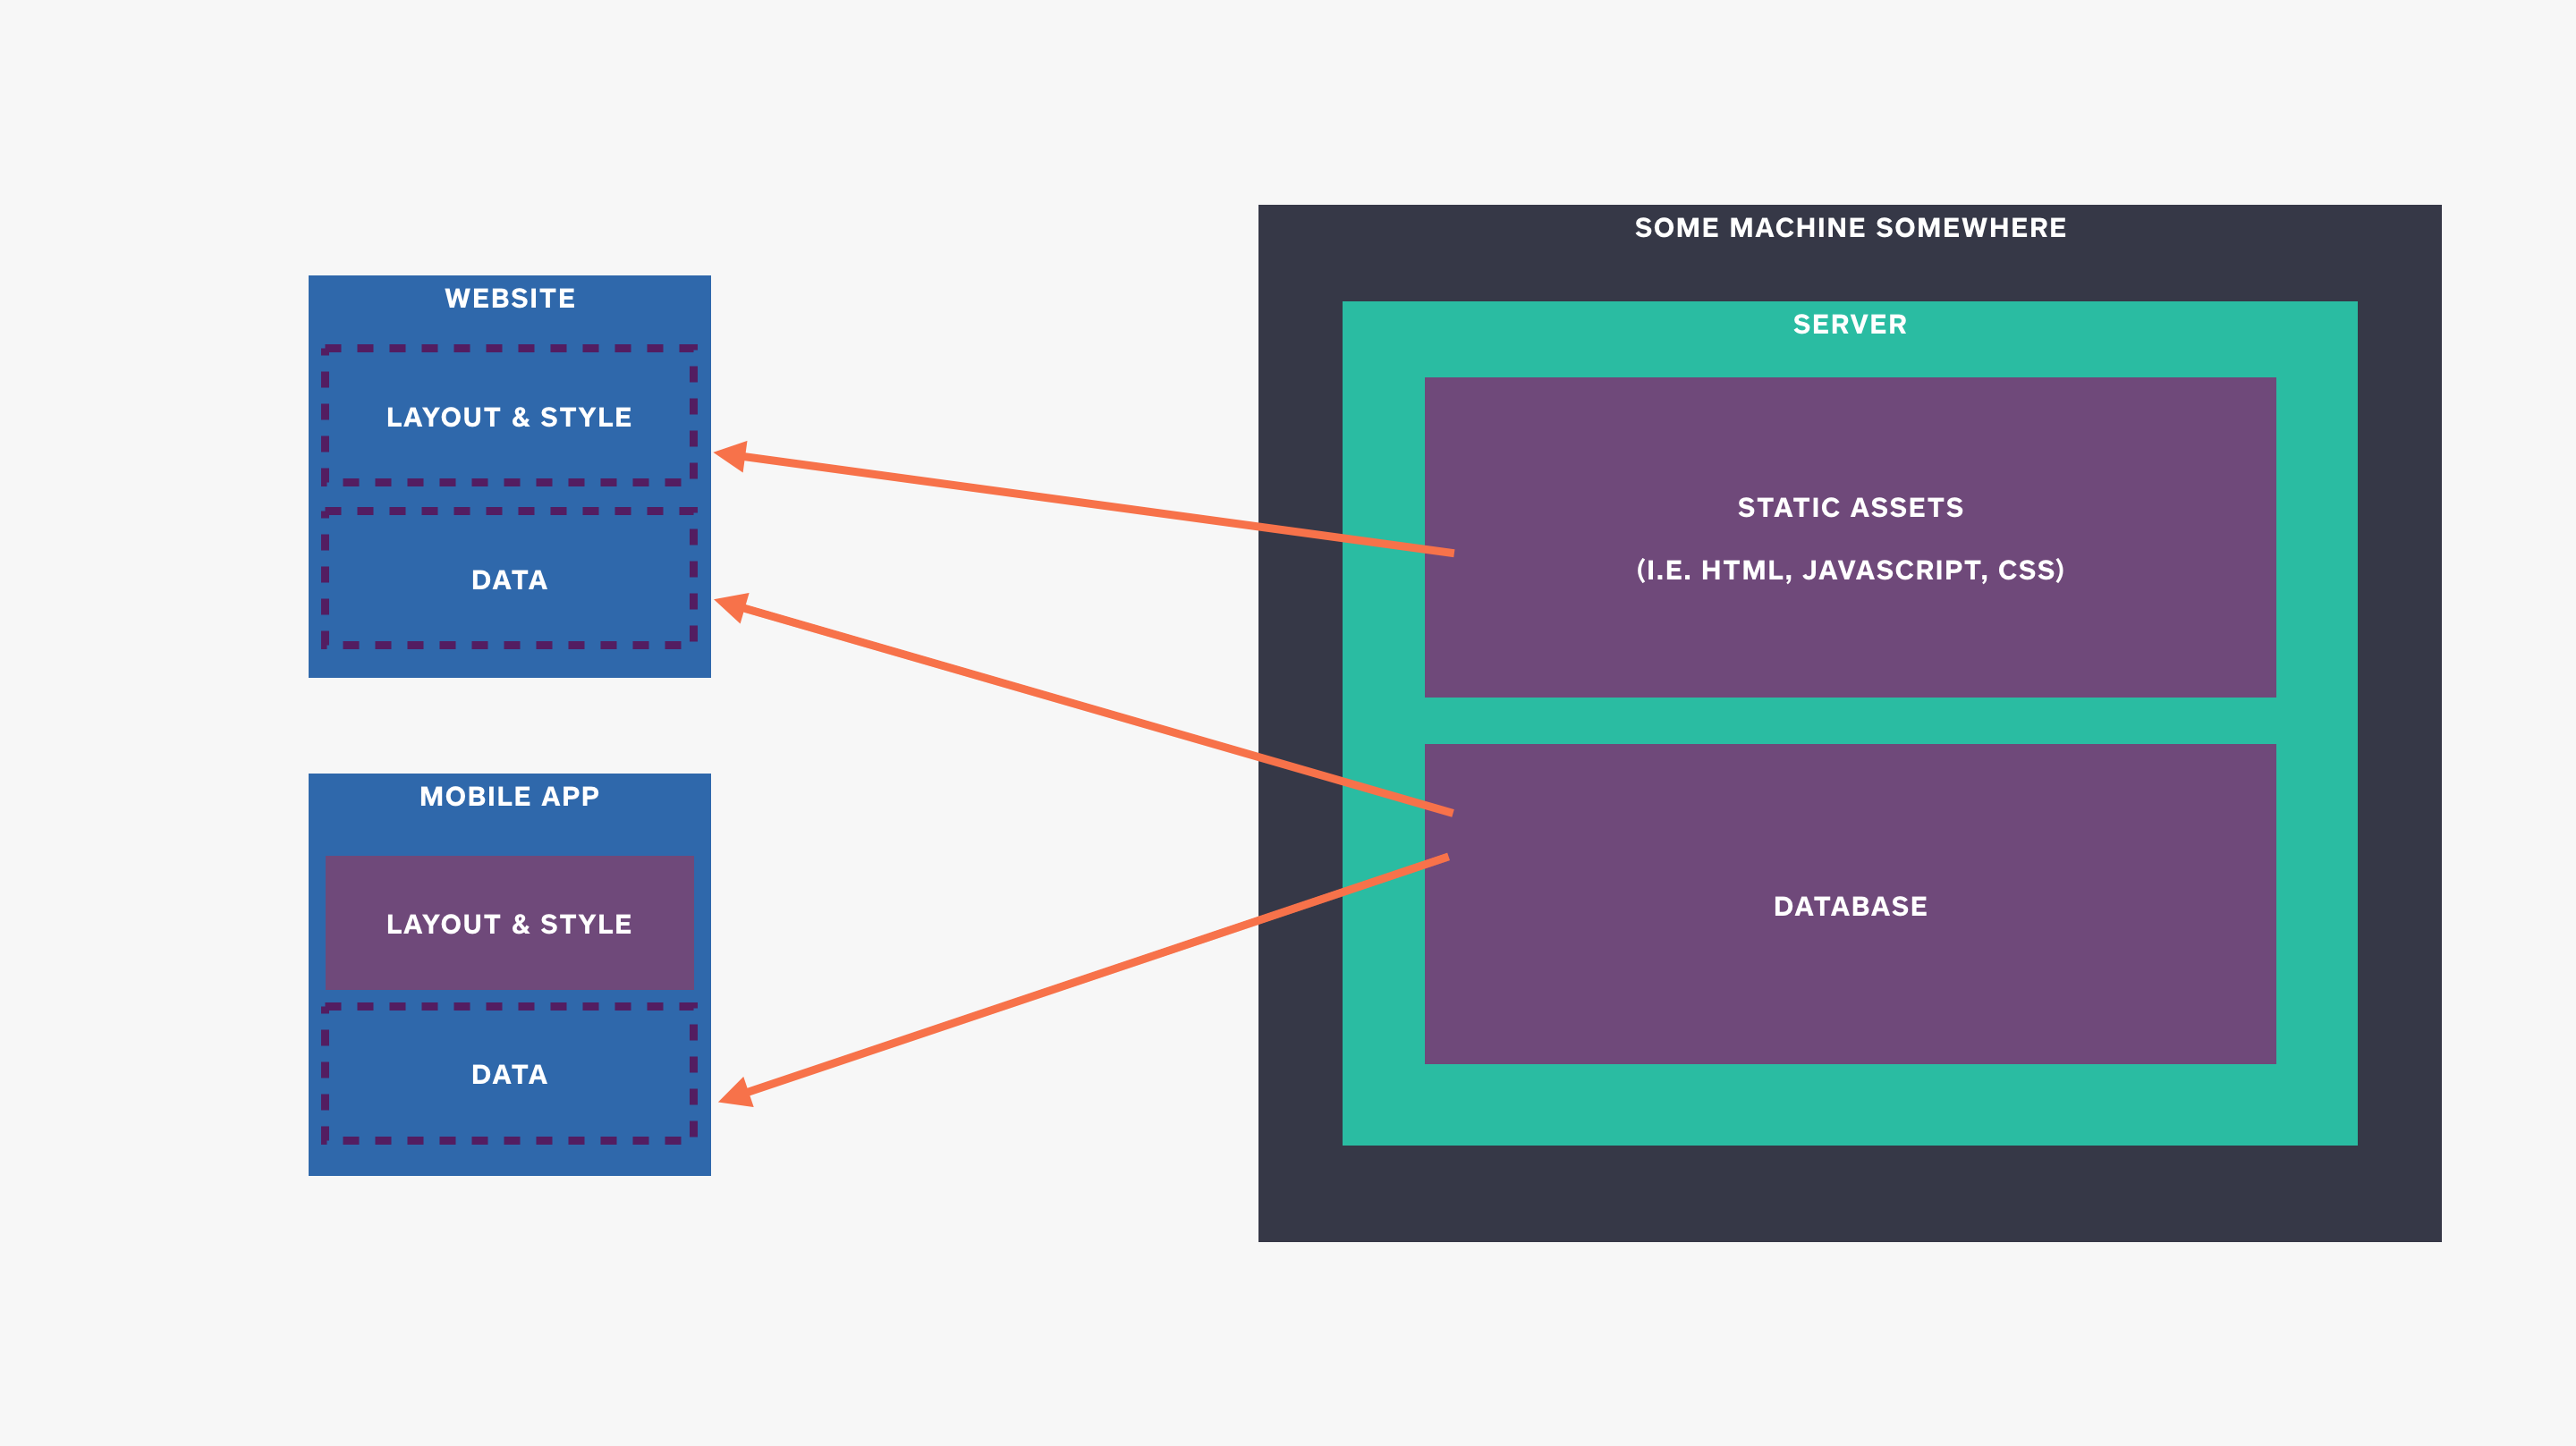 WEBSITE
LAYOUT & STYLE
DATA
MOBILE APP
LAYOUT & STYLE
DATA
SOME MACHINE SOMEWHERE
SERVER
STATIC ASSETS
(I.E. HTML, JAVASCRIPT, CSS)
DATABASE